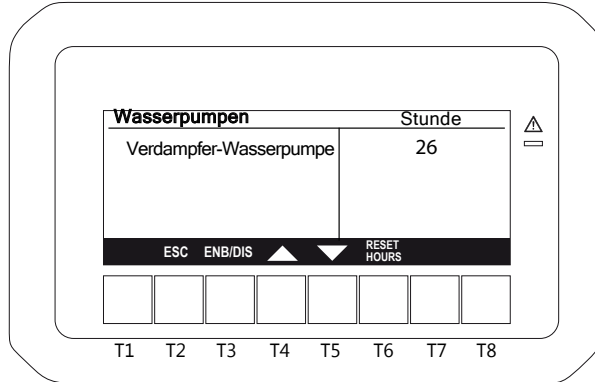 Wasserpumpen Stunde
Verdampfer-Wasserpumpe 26
ESC ENB/DIS RESET HOURS
T1 T2 T3 T4 T5 T6 T7 T8